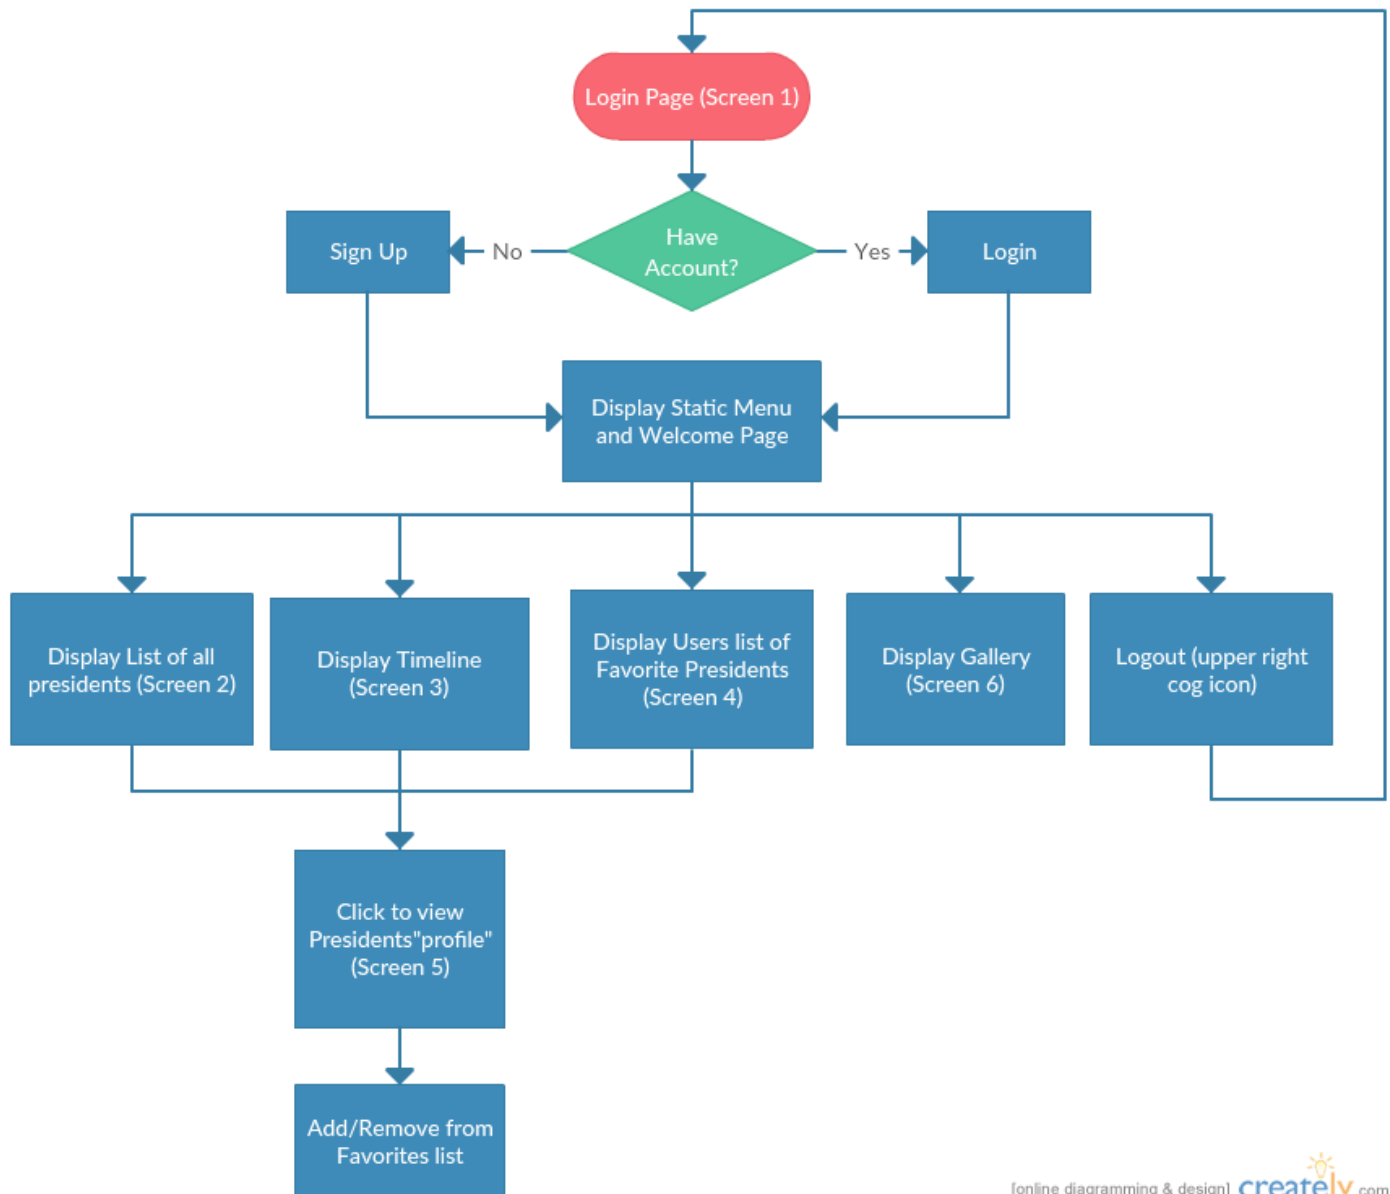 Login Page (Screen 1)
Have
Account?
Sign Up
No
Yes
Login
Display Static Menu
and Welcome Page
Display List of all
presidents (Screen 2)
Display Timeline
(Screen 3)
Display Users list of
Favorite Presidents
(Screen 4)
Display Gallery
(Screen 6)
Logout (upper right
cog icon)
Click to view
Presidents"profile"
(Screen 5)
Add/Remove from
Favorites list
[online diagramming & design] creately.com